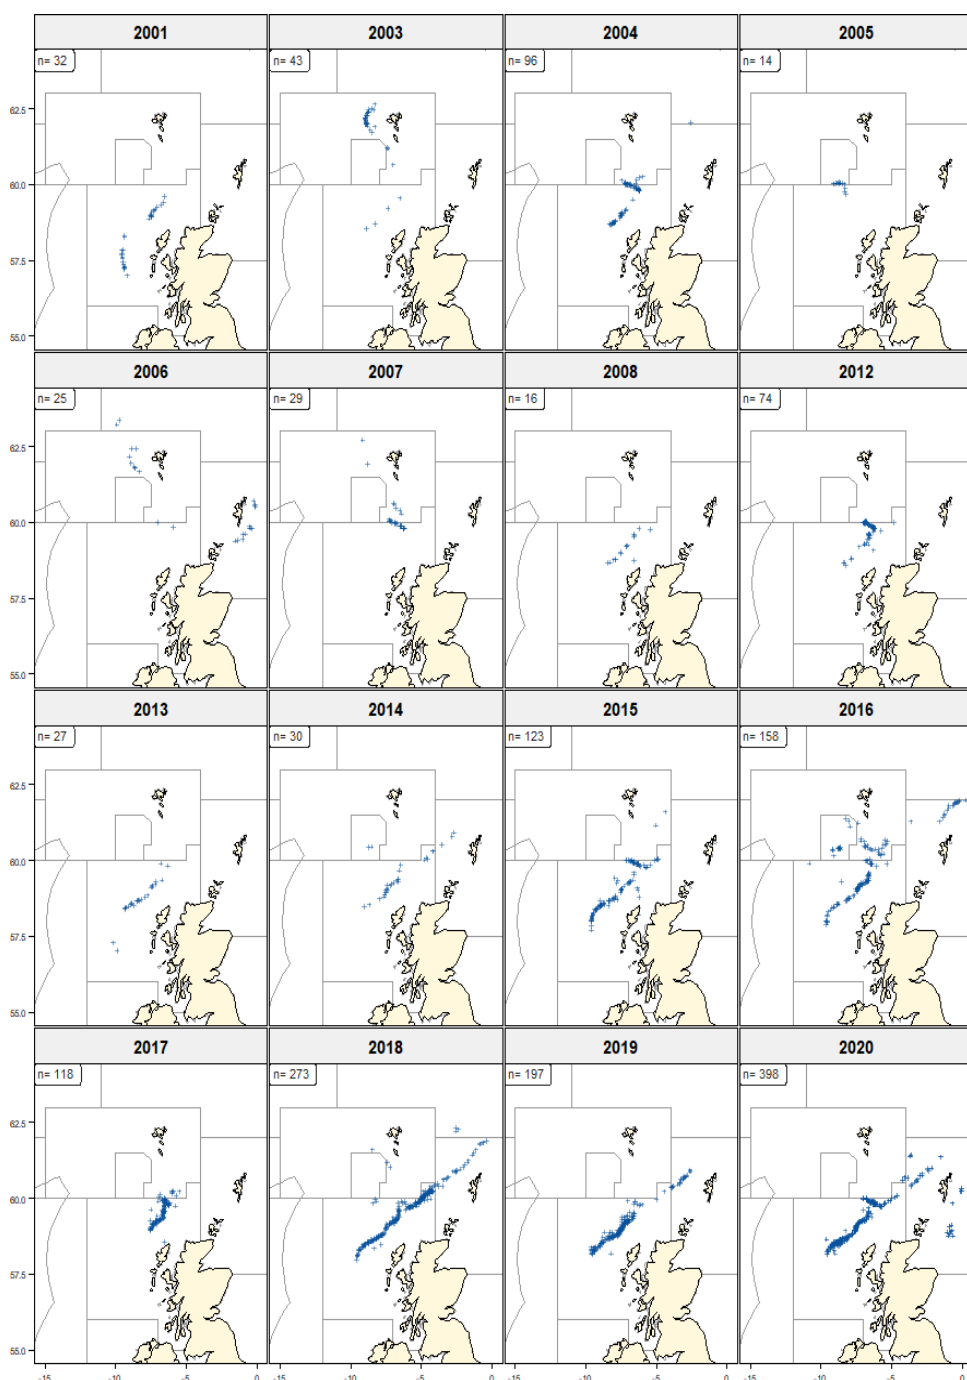 2001 2003 2004 2005
n= 32 n= 43 n= 96 n= 14
62.5
60.0
57.5
55.0
2006 2007 2008 2012
n= 25 n= 29 n= 16 n= 74
62.5
60.0
57.5
55.0
2013 2014 2015 2016
n= 27 n= 30 n= 123 n= 158
62.5
60.0
57.5
55.0
2017 2018 2019 2020
n= 118 n= 273 n= 197 n= 398
62.5
60.0
57.5
55.0
-15 -10 -5 0 -15 -10 -5 0 -15 -10 -5 0 -15 -10 -5 0